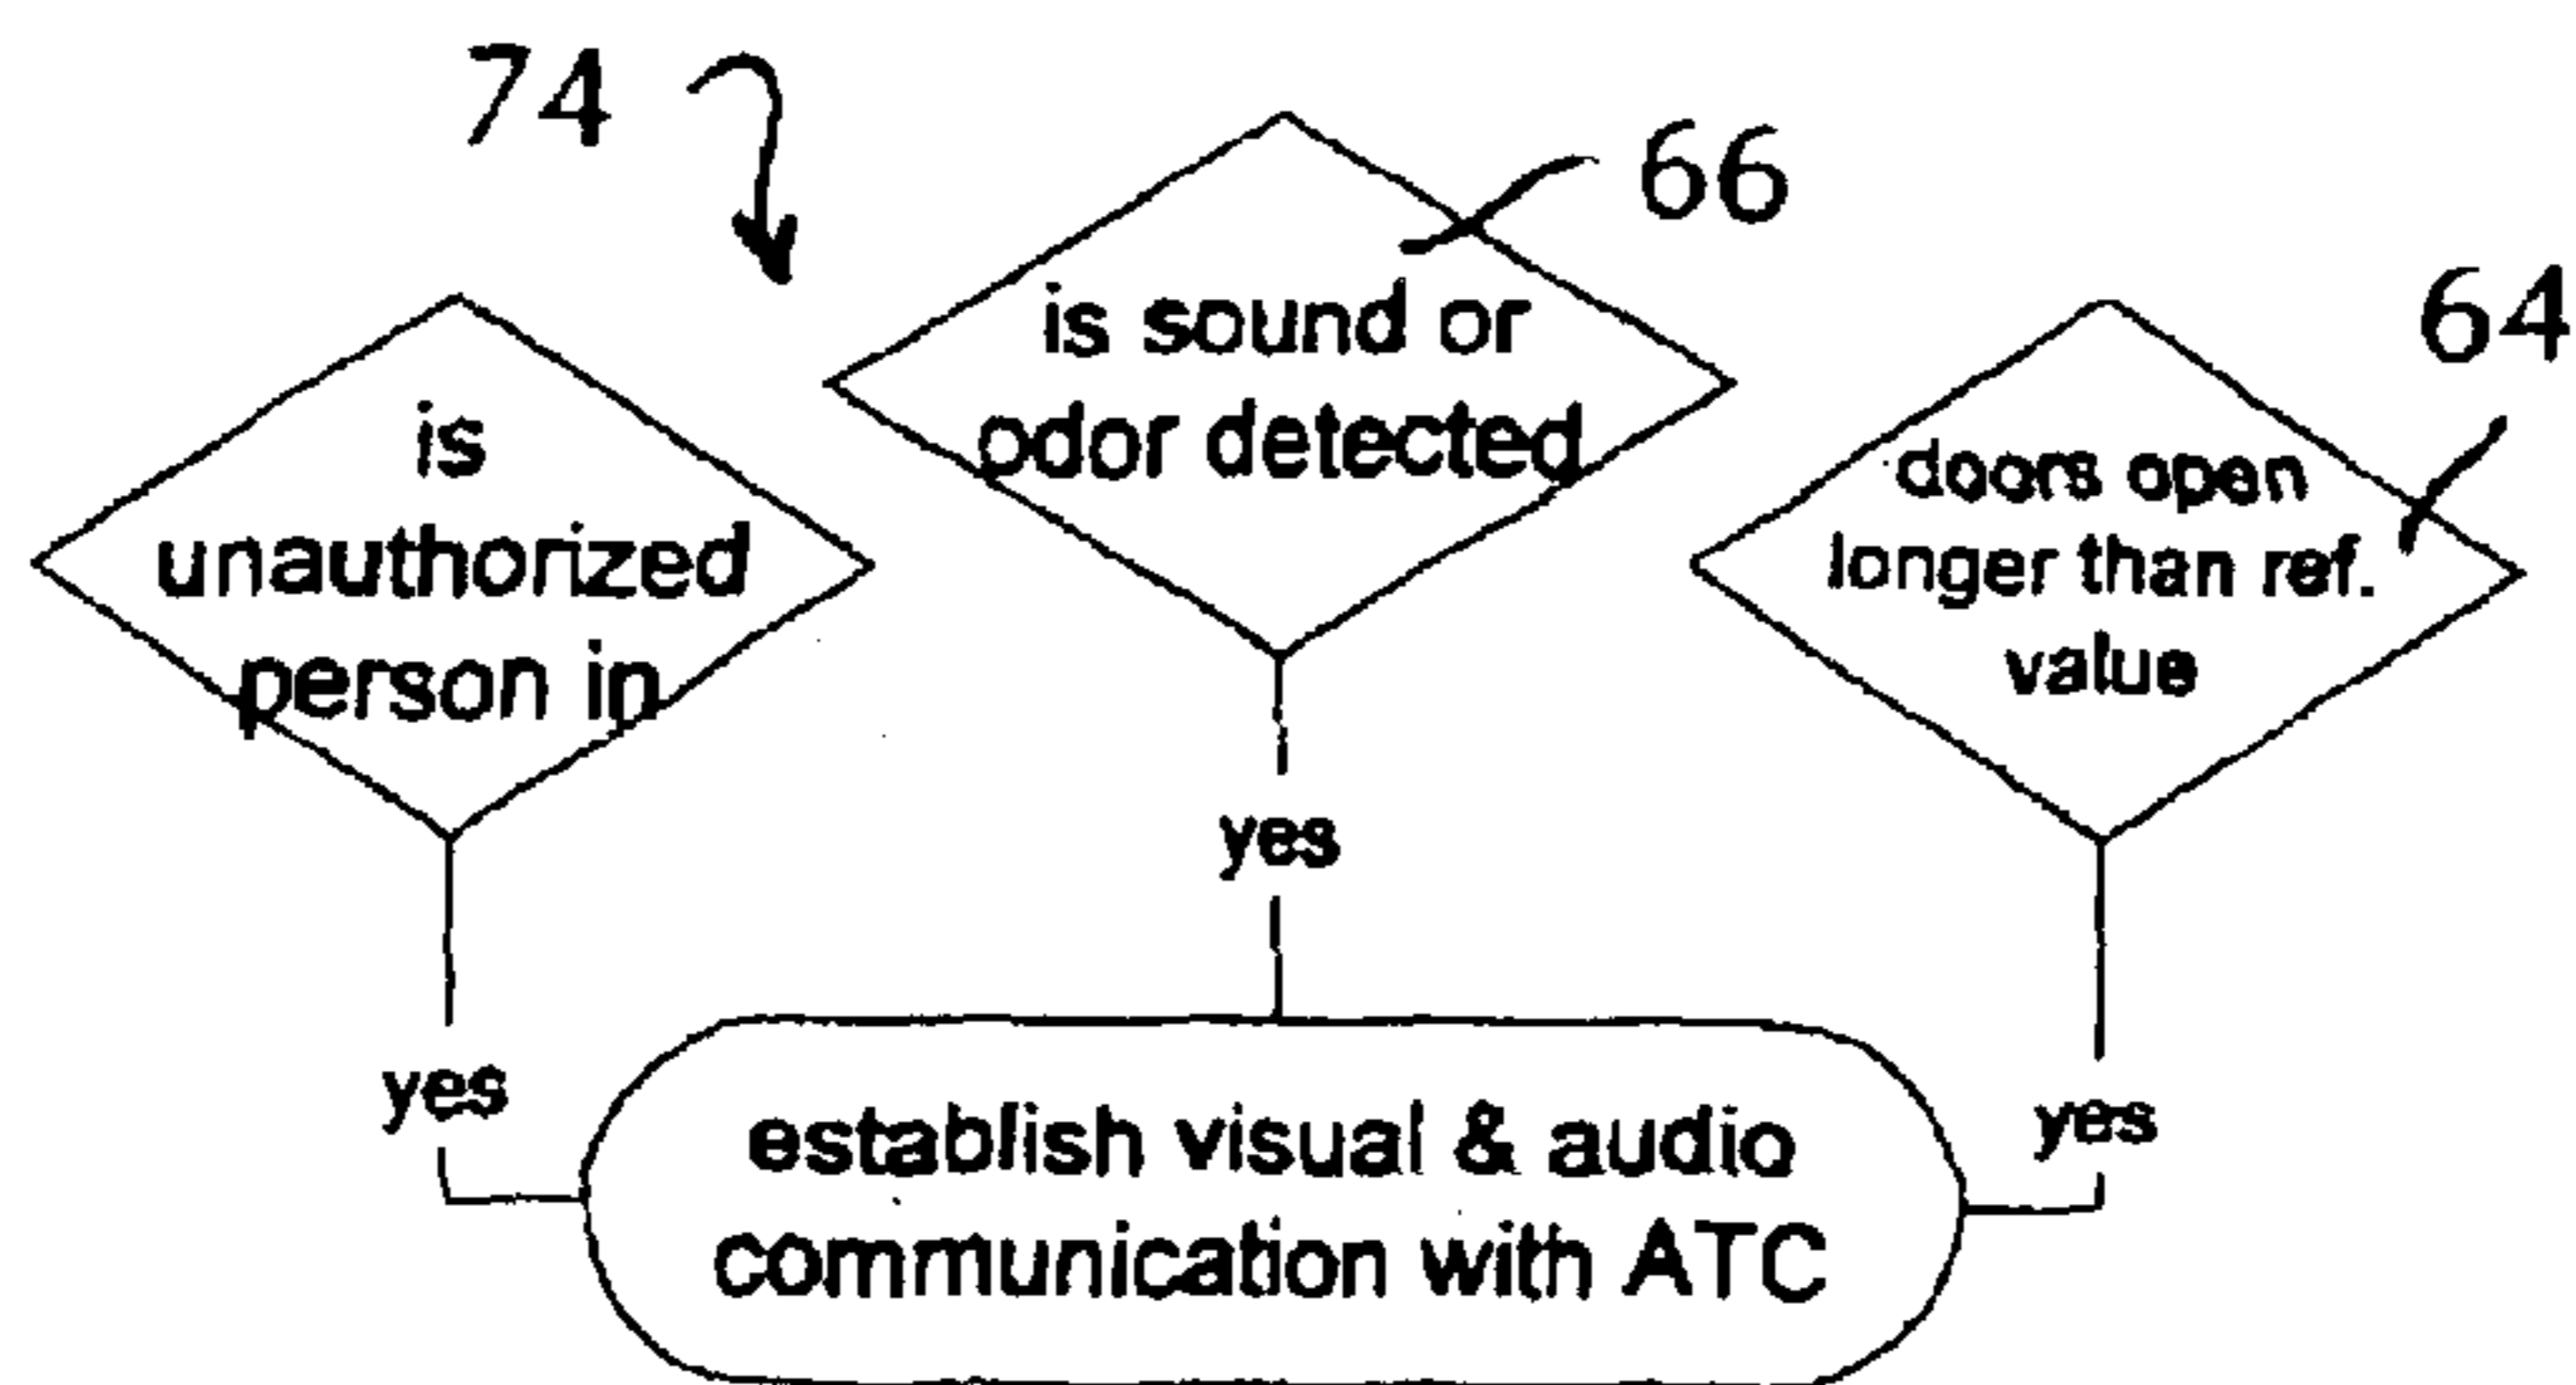 74
66
64
is
unauthorized
person in
is sound or
odor detected
doors open
longer than ref.
value
yes
yes
yes
establish visual & audio
communication with ATC